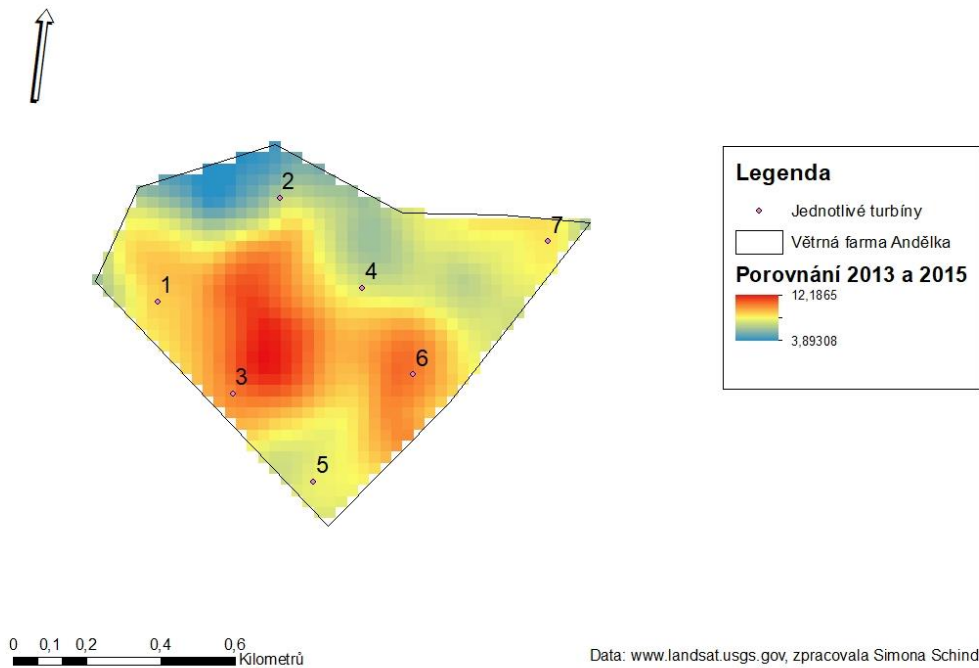 2
7
1
4
6
3
5
Legenda
Jednotlivé turbíny
Větrná farma Andělka
Porovnání 2013 a 2015
12,1865
3,89308
0 0,1 0,2 0,4 0,6
Kilometrů
Data: www.landsat.usgs.gov, zpracovala Simona Schind